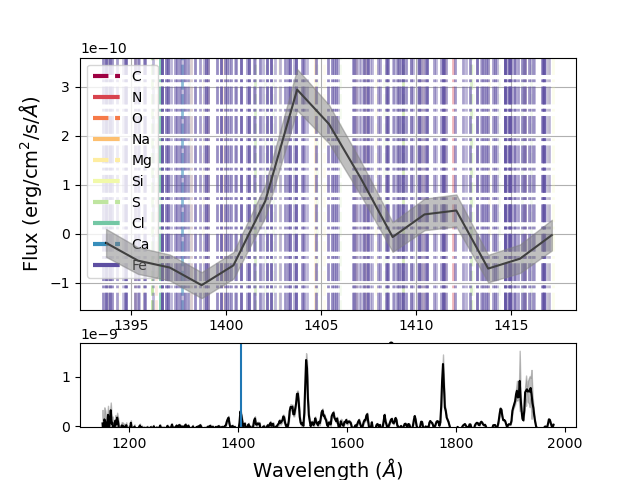 1e−10
Flux (erg/cm²/s/Å)
3
2
1
0
−1
C
N
O
Na
Mg
Si
S
Cl
Ca
Fe
1395 1400 1405 1410 1415
1e−9
1
0
1200 1400 1600 1800 2000
Wavelength (Å)